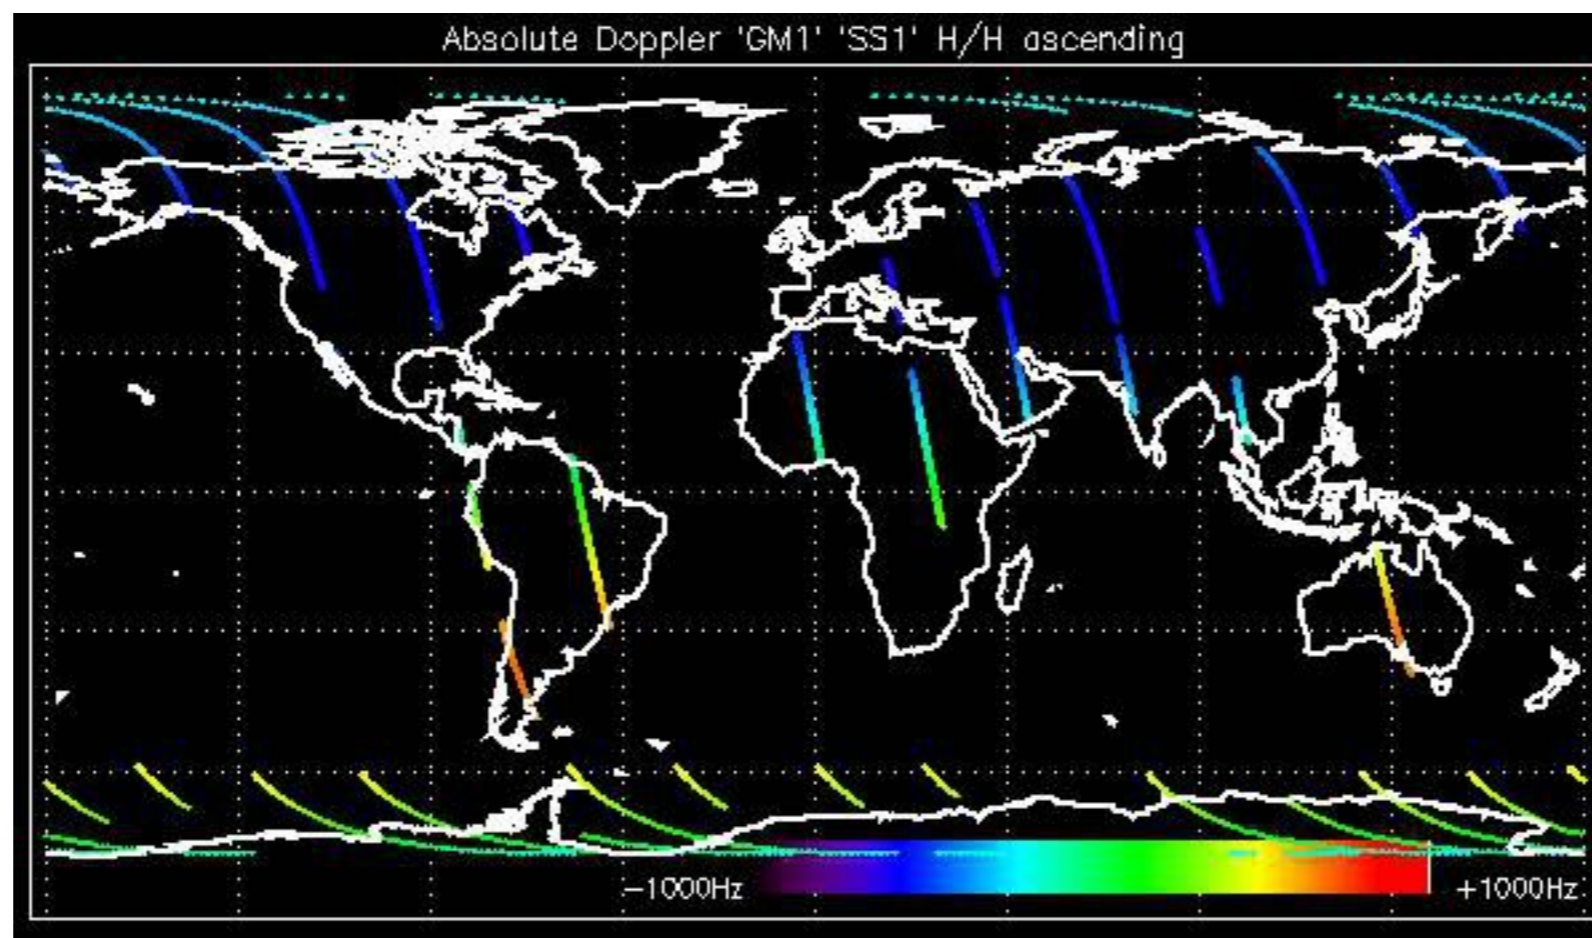 Absolute Doppler 'GM1' 'SS1' H/H ascending
-1000Hz
+1000Hz